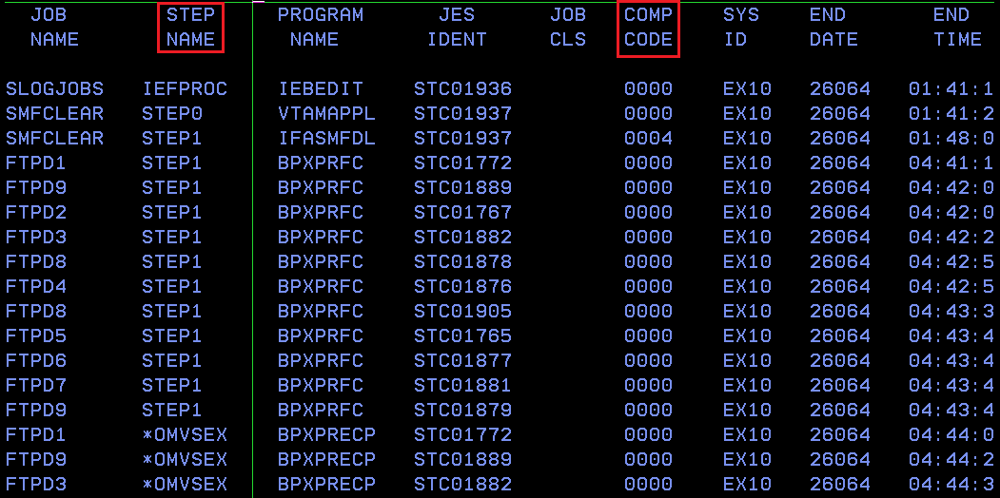 JOB STEP PROGRAM JES JOB COMP SYS END END
NAME NAME NAME IDENT CLS CODE ID DATE TIME
SLOGJOBS IEFPROC IEBEDIT STC01936 0000 EX10 26064 01:41:1
SMFCLEAR STEP0 VTAMAPPL STC01937 0000 EX10 26064 01:41:2
SMFCLEAR STEP1 IFASMFDL STC01937 0004 EX10 26064 01:48:0
FTPD1 STEP1 BPXPRFC STC01772 0000 EX10 26064 04:41:1
FTPD9 STEP1 BPXPRFC STC01889 0000 EX10 26064 04:42:0
FTPD2 STEP1 BPXPRFC STC01767 0000 EX10 26064 04:42:0
FTPD3 STEP1 BPXPRFC STC01882 0000 EX10 26064 04:42:2
FTPD8 STEP1 BPXPRFC STC01878 0000 EX10 26064 04:42:5
FTPD4 STEP1 BPXPRFC STC01876 0000 EX10 26064 04:42:5
FTPD8 STEP1 BPXPRFC STC01905 0000 EX10 26064 04:43:3
FTPD5 STEP1 BPXPRFC STC01765 0000 EX10 26064 04:43:4
FTPD6 STEP1 BPXPRFC STC01877 0000 EX10 26064 04:43:4
FTPD7 STEP1 BPXPRFC STC01881 0000 EX10 26064 04:43:4
FTPD9 STEP1 BPXPRFC STC01879 0000 EX10 26064 04:43:4
FTPD1 *OMVSEX BPXPRECP STC01772 0000 EX10 26064 04:44:0
FTPD9 *OMVSEX BPXPRECP STC01889 0000 EX10 26064 04:44:2
FTPD3 *OMVSEX BPXPRECP STC01882 0000 EX10 26064 04:44:3